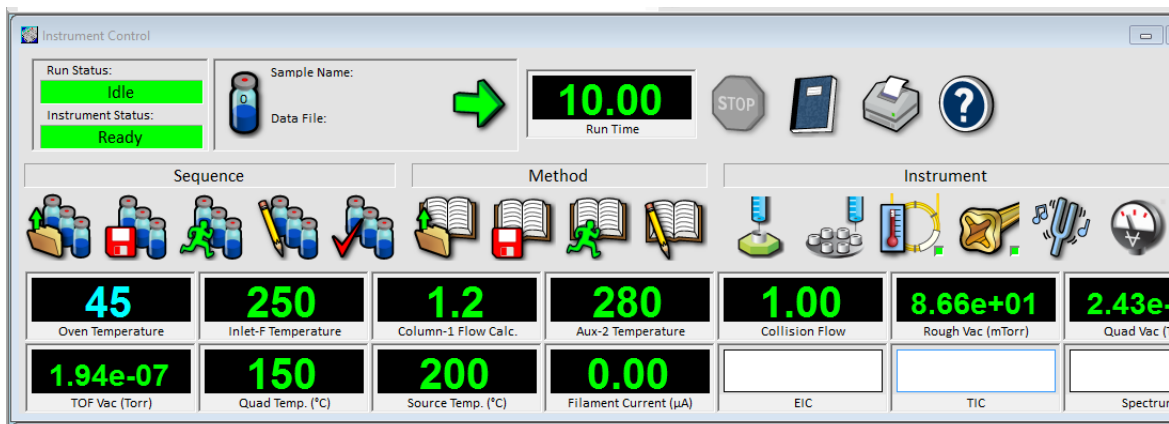 Instrument Control
Run Status:
Idle
Instrument Status:
Ready
0
Sample Name:
Data File:
10.00
Run Time
STOP
?
Sequence
Method
Instrument
45
Oven Temperature
250
Inlet-F Temperature
1.2
Column-1 Flow Calc.
280
Aux-2 Temperature
1.00
Collision Flow
8.66e+01
Rough Vac (mTorr)
2.43e-
Quad Vac (T
1.94e-07
TOF Vac (Torr)
150
Quad Temp. (°C)
200
Source Temp. (°C)
0.00
Filament Current (µA)
EIC
TIC
Spectrum